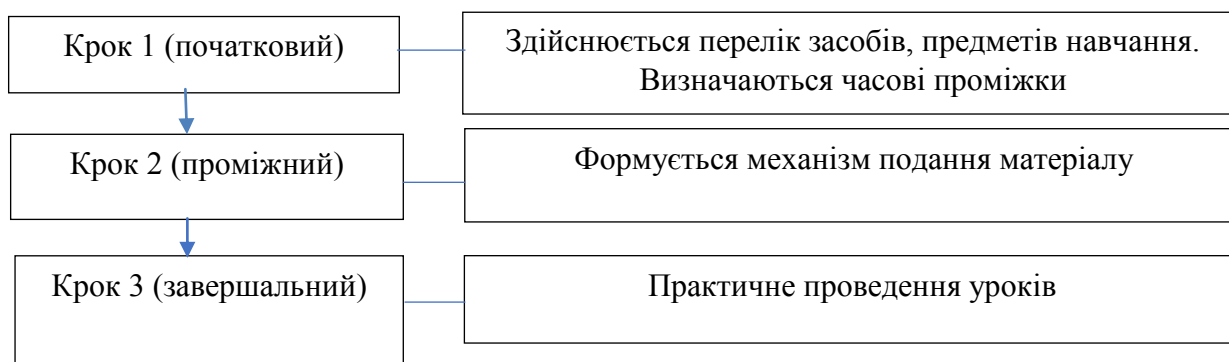 Крок 1 (початковий)
Здійснюється перелік засобів, предметів навчання.
Визначаються часові проміжки
Крок 2 (проміжний)
Формується механізм подання матеріалу
Крок 3 (завершальний)
Практичне проведення уроків